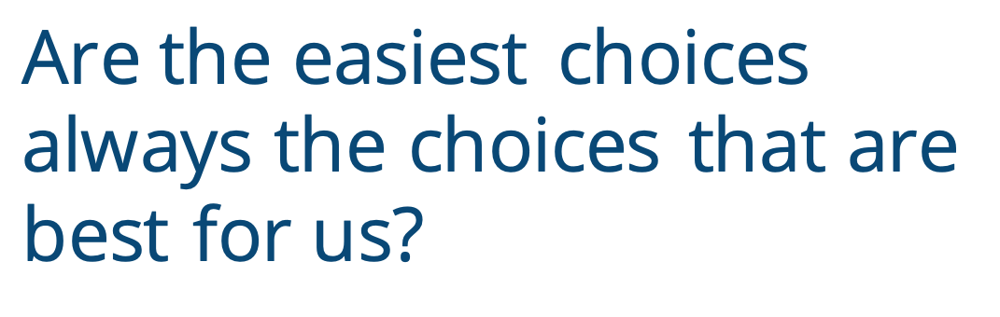 Are the easiest choices
always the choices that are
best for us?